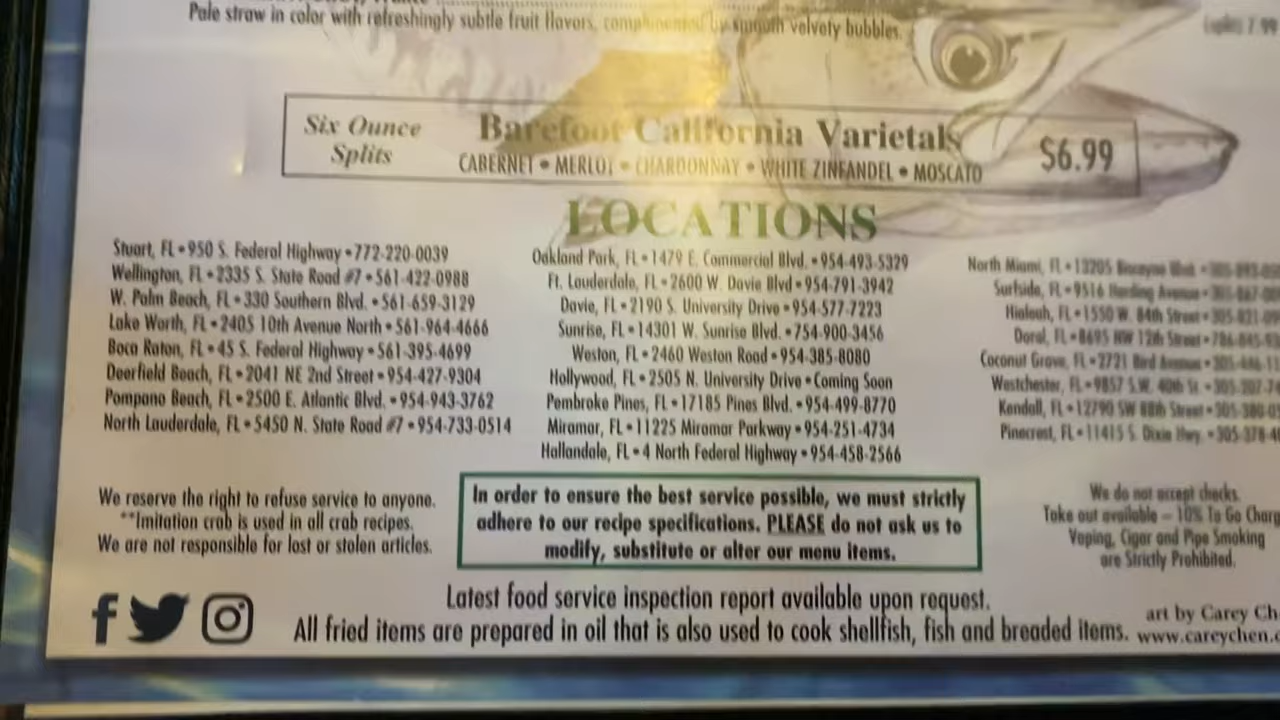 Pale straw in color with refreshingly subtle fruit flavors, complimented by smooth velvety bubbles.
Six Ounce
Splits
Barefoot California Varietals
CABERNET • MERLOT • CHARDONNAY • WHITE ZINFANDEL • MOSCATO
$6.99
LOCATIONS
Stuart, FL • 950 S. Federal Highway • 772-220-0039
Wellington, FL • 2335 S. State Road #7 • 561-422-0988
W. Palm Beach, FL • 330 Southern Blvd. • 561-659-3129
Lake Worth, FL • 2405 10th Avenue North • 561-964-4666
Boca Raton, FL • 45 S. Federal Highway • 561-395-4699
Deerfield Beach, FL • 2041 NE 2nd Street • 954-427-9304
Pompano Beach, FL • 2500 E. Atlantic Blvd. • 954-943-3762
North Lauderdale, FL • 5450 N. State Road #7 • 954-733-0514
Oakland Park, FL • 1479 E. Commercial Blvd. • 954-493-5329
Ft. Lauderdale, FL • 2600 W. Davie Blvd • 954-791-3942
Davie, FL • 2190 S. University Drive • 954-577-7223
Sunrise, FL • 14301 W. Sunrise Blvd. • 754-900-3456
Weston, FL • 2460 Weston Road • 954-385-8080
Hollywood, FL • 2505 N. University Drive • Coming Soon
Pembroke Pines, FL • 17185 Pines Blvd. • 954-499-8770
Miramar, FL • 11225 Miramar Parkway • 954-251-4734
Hallandale, FL • 4 North Federal Highway • 954-458-2566
North Miami, FL • 13205 Biscayne Blvd. •
Surfside, FL • 9516 Harding Avenue •
Hialeah, FL • 1550 W. 84th Street •
Doral, FL • 8695 NW 12th Street •
Coconut Grove, FL • 2721 Bird Avenue •
Westchester, FL • 9857 S.W. 40th St. •
Kendall, FL • 12790 SW 88th Street •
Pinecrest, FL • 11415 S. Dixie Hwy. •
We reserve the right to refuse service to anyone.
**Imitation crab is used in all crab recipes.
We are not responsible for lost or stolen articles.
In order to ensure the best service possible, we must strictly
adhere to our recipe specifications. PLEASE do not ask us to
modify, substitute or alter our menu items.
We do not accept checks.
Take out available – 10% To Go Charg
Vaping, Cigar and Pipe Smoking
are Strictly Prohibited.
Latest food service inspection report available upon request.
All fried items are prepared in oil that is also used to cook shellfish, fish and breaded items.
art by Carey Ch
www.careychen.c